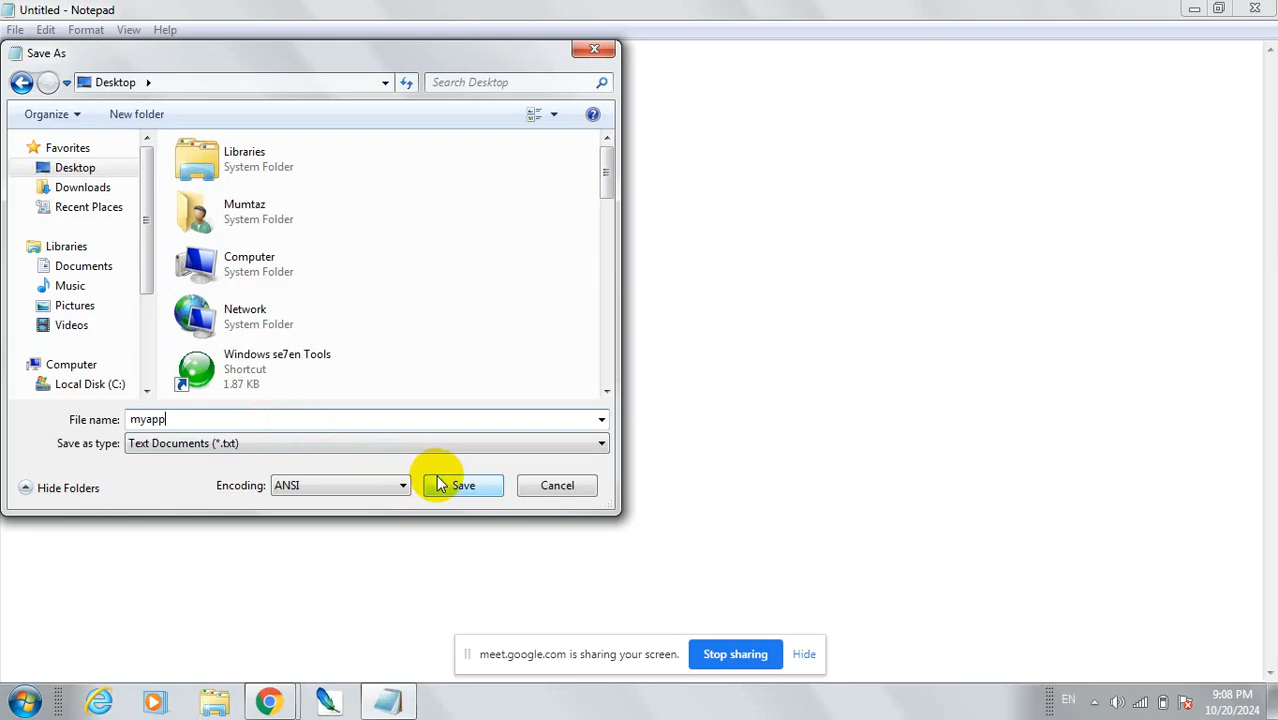 Untitled - Notepad
File Edit Format View Help
Save As
Desktop
Search Desktop
Organize New folder
Favorites
Desktop
Downloads
Recent Places
Libraries
Documents
Music
Pictures
Videos
Computer
Local Disk (C:)
Libraries
System Folder
Mumtaz
System Folder
Computer
System Folder
Network
System Folder
Windows se7en Tools
Shortcut
1.87 KB
File name: myapp
Save as type: Text Documents (*.txt)
Hide Folders Encoding: ANSI Save Cancel
meet.google.com is sharing your screen. Stop sharing Hide
EN 9:08 PM
10/20/2024